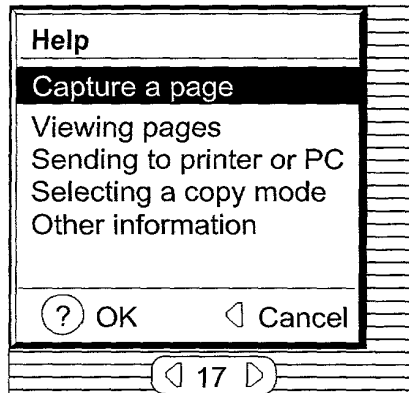 Help
Capture a page
Viewing pages
Sending to printer or PC
Selecting a copy mode
Other information
? OK Cancel
17